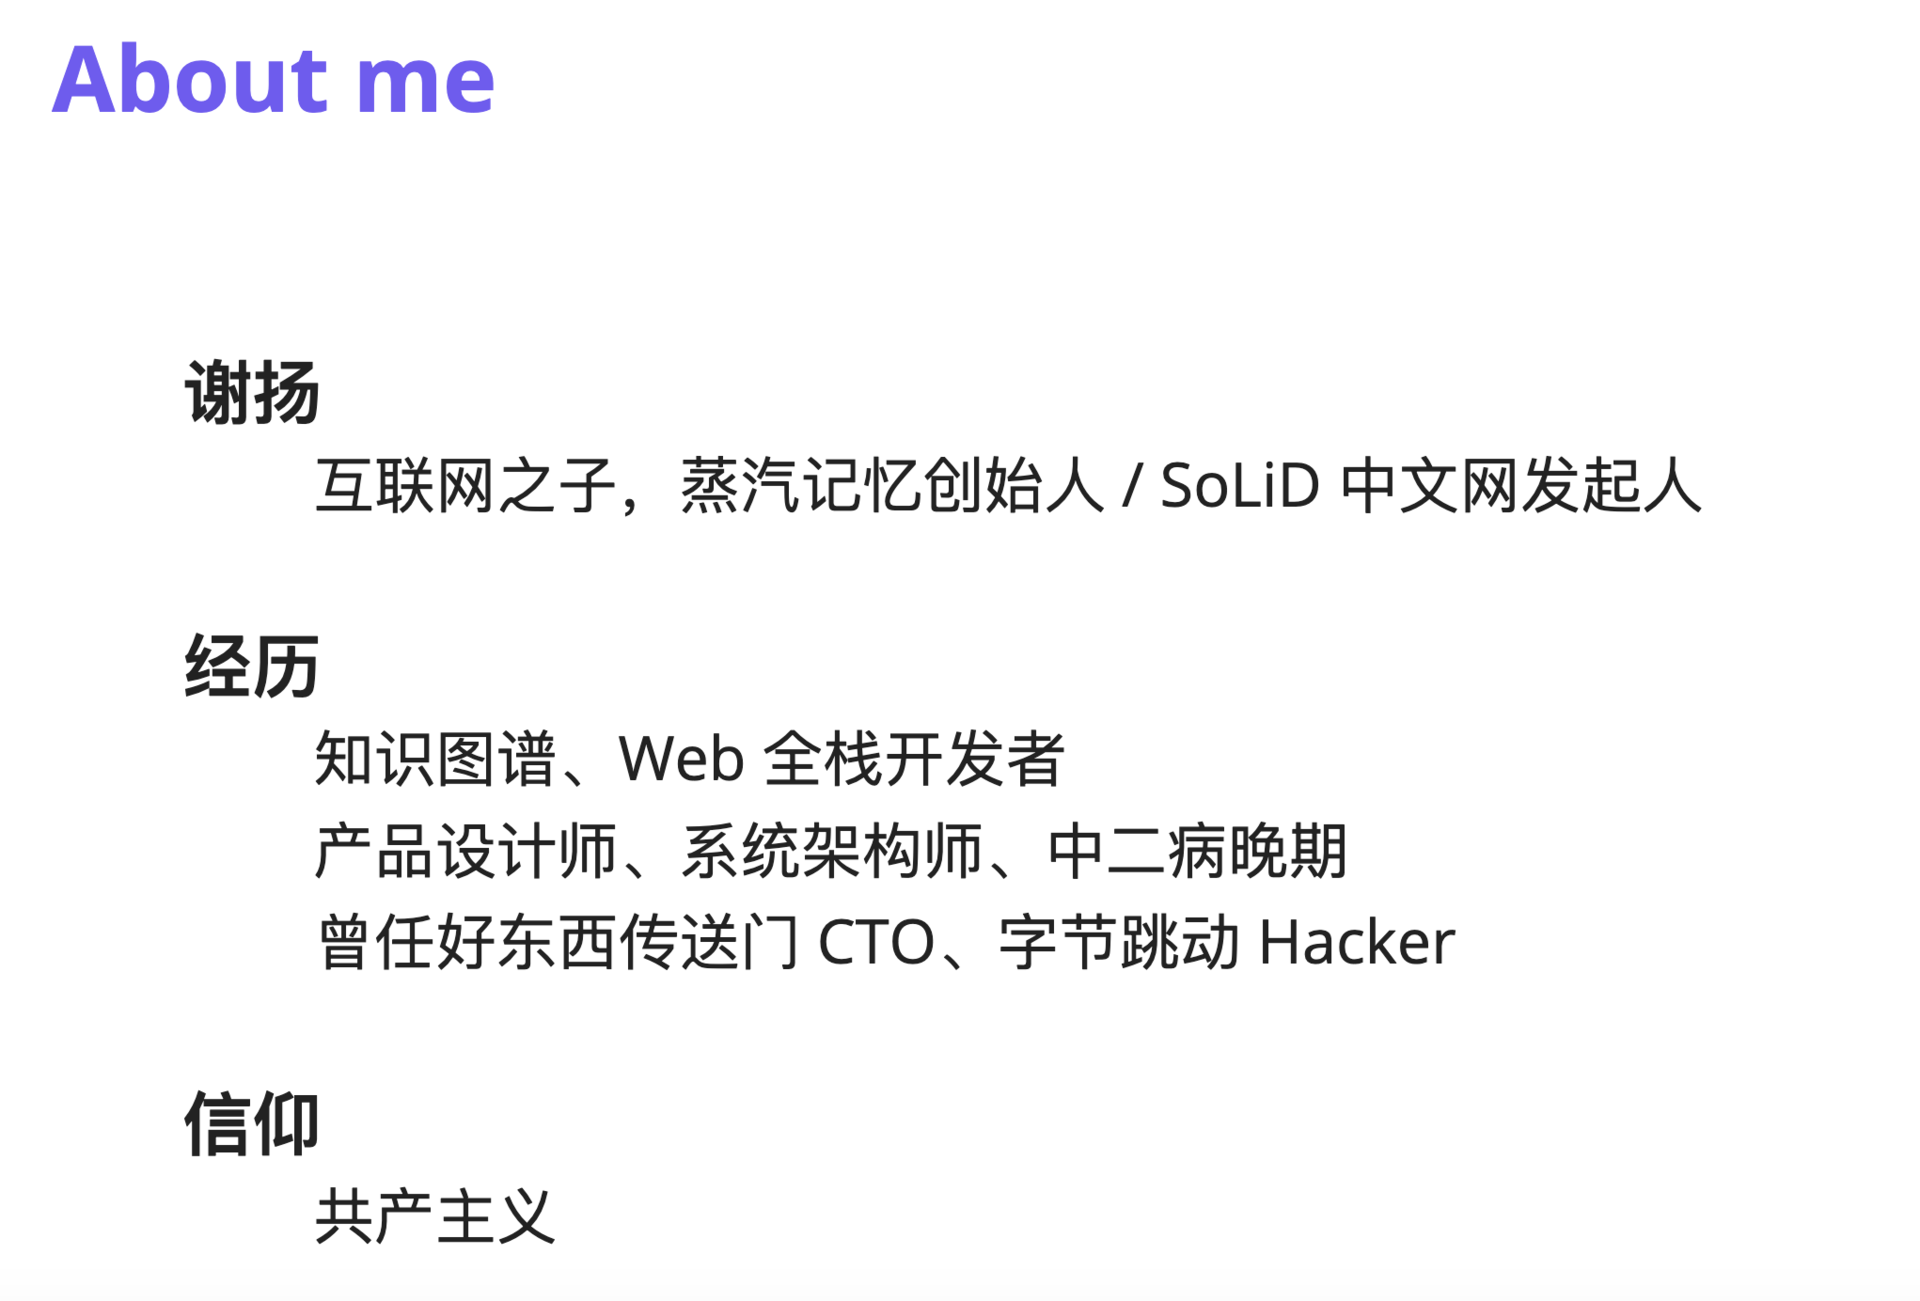 About me
谢扬
互联网之子，蒸汽记忆创始人 / SoLiD 中文网发起人
经历
知识图谱、Web 全栈开发者
产品设计师、系统架构师、中二病晚期
曾任好东西传送门 CTO、字节跳动 Hacker
信仰
共产主义